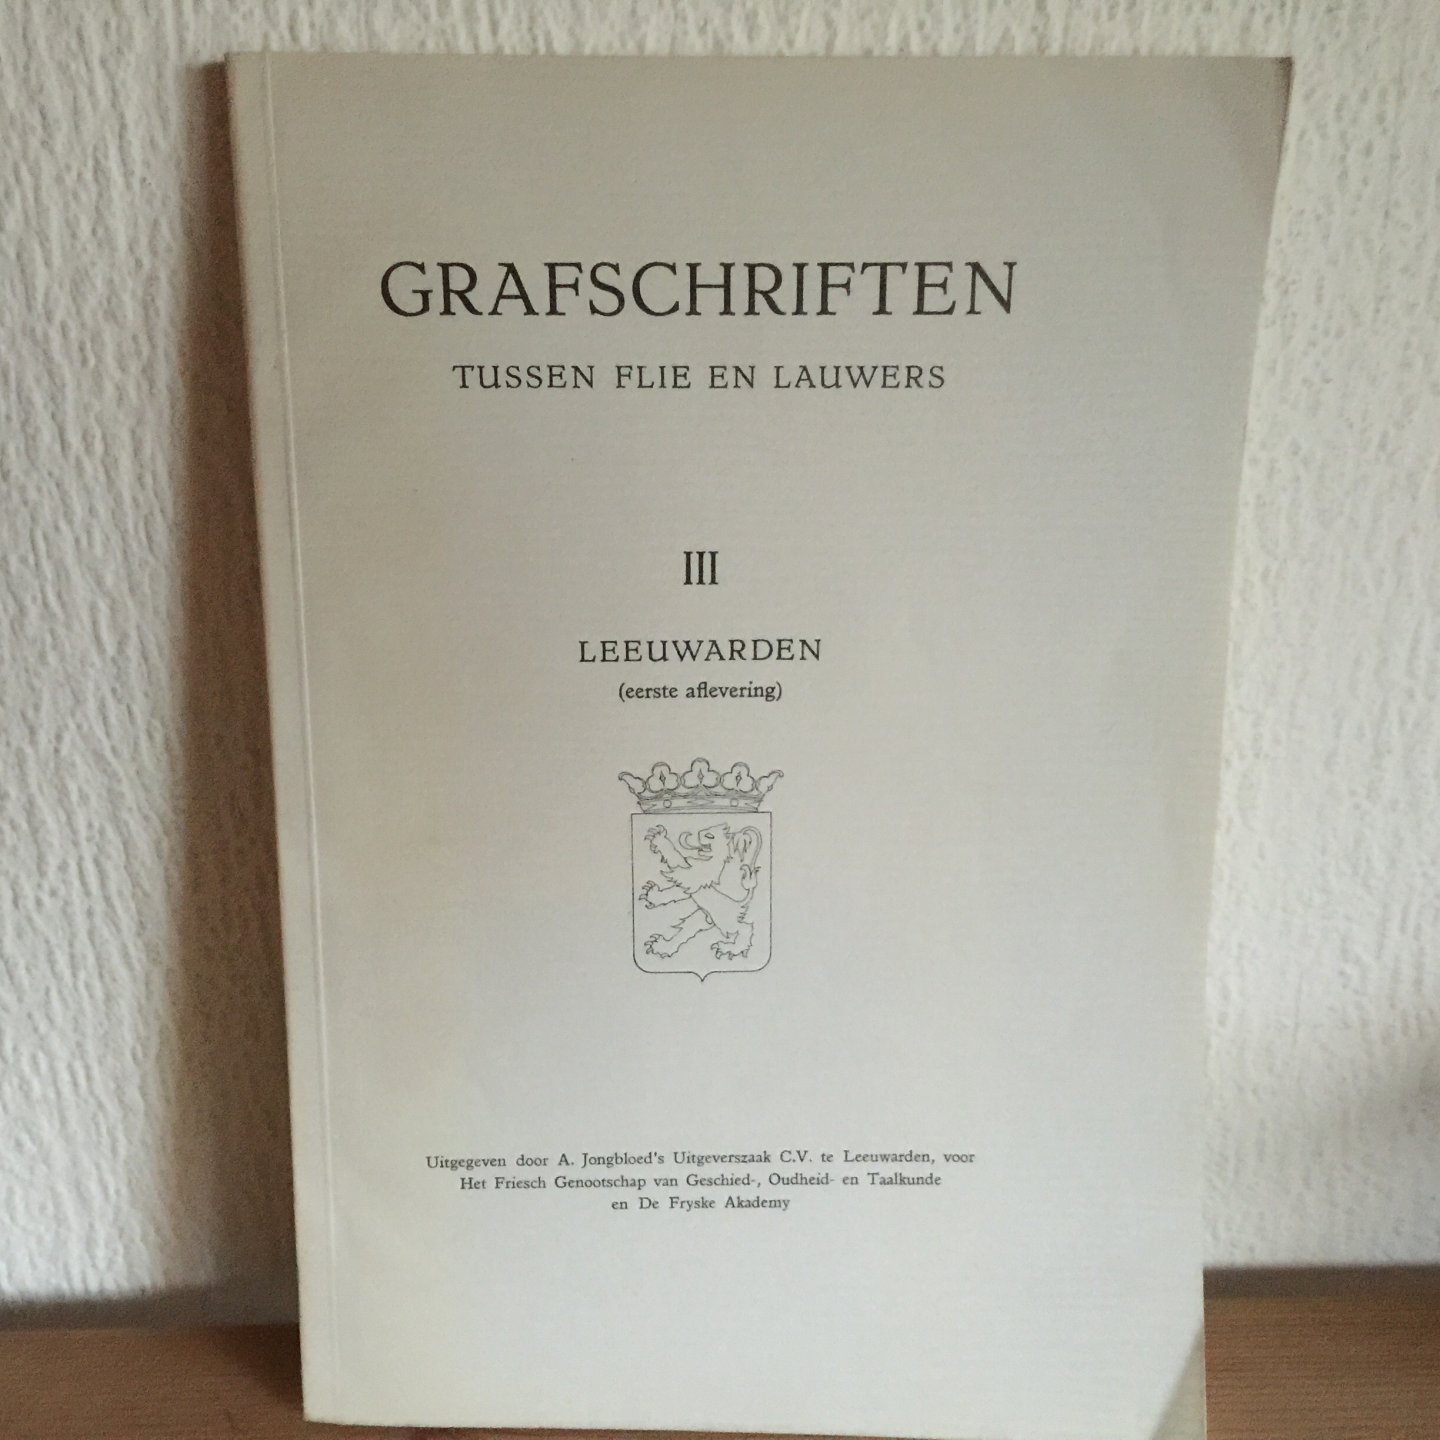 GRAFSCHRIFTEN
TUSSEN FLIE EN LAUWERS
III
LEEUWARDEN
(eerste aflevering)
Uitgegeven door A. Jongbloed's Uitgeverszaak C.V. te Leeuwarden, voor
Het Friesch Genootschap van Geschied-, Oudheid- en Taalkunde
en De Fryske Akademy